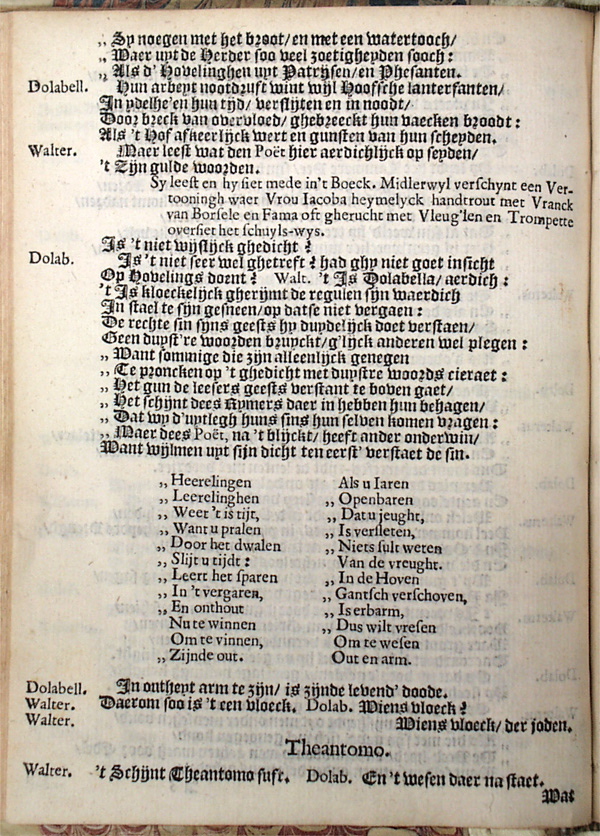 ,, Sy noegen met het broot/ en met een watertooch/
,, Waer uyt de Herder soo veel zoetigheyden sooch:
,, Als d' Hovelinghen uyt Patrijsen/ en Phesanten.
Dolabell. Hun arbeyt nootdruft wint wijl Hoofsche lanterfanten/
In ydelhe'en hun tijd/ verslijten en in noodt/
Door breck van overvloed/ ghebreeckt hun vaecken broodt:
Als 't Hof afkeerlijck wert en gunsten van hun scheyden.
Walter. Maer leest wat den Poët hier aerdichlijck op seyden/
't Zijn gulde woorden.
Sy leest en hy siet mede in't Boeck. Midlerwyl verschynt een Ver-
tooningh waer Vrou Iacoba heymelyck handtrout met Vranck
van Borsele en Fama oft gherucht met Vleug'len en Trompette
oversiet het schuyls-wys.
Is 't niet wijslijck ghedicht?
Dolab. Is 't niet seer wel ghetreft? had ghy niet goet insicht
Op Hovelings doent? Walt. 't Is Dolabella/ aerdich:
't Is kloeckelijck gherijmt de regulen sijn waerdich
In stael te zijn gesneen/ op datse niet vergaen:
De rechte sin sijns geests hy duydelijck doet verstaen/
Geen duyst're woorden bruyckt/ g'lijck anderen wel plegen:
,, Want sommige die zijn alleenlijck genegen
,, Te proncken op 't ghedicht met duystre woords cieraet:
,, Het gun de leesers geests verstant te boven gaet/
,, Het schijnt dees Rymers daer in hebben hun behagen/
,, Dat wy d'uytlegh huns sins hun selven komen vragen:
,, Maer dees Poët, na 't blijckt/ heeft ander onderwin/
Want wijlmen uyt sijn dicht ten eerst' verstaet de sin.
,, Heerelingen
,, Leerelinghen
,, Weet 't is tijt,
,, Want u pralen
,, Door het dwalen
,, Slijt u tijdt:
,, Leert het sparen
,, In 't vergaren,
,, En onthout
Nu te winnen
Om te vinnen,
,, Zijnde out.
Als u Iaren
,, Openbaren
,, Dat u jeught,
,, Is versleten,
,, Niets sult weten
Van de vreught.
,, In de Hoven
,, Gantsch verschoven,
,, Is erbarm,
,, Dus wilt vresen
Om te wesen
Out en arm.
Dolabell. In ontheyt arm te zijn/ is zijnde levend' doode.
Walter. Daerom soo is 't een vloeck. Dolab. Wiens vloeck?
Walter. Wiens vloeck/ der joden.
Theantomo.
Walter. 't Schijnt Theantomo suft. Dolab. En 't wesen daer na staet.
Wat